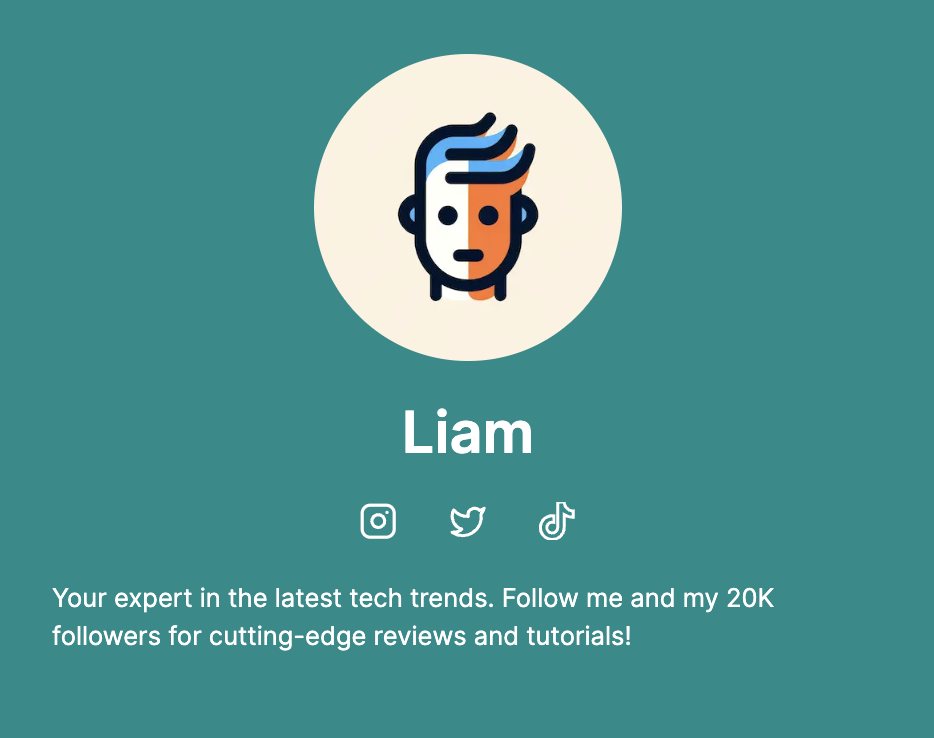 Liam
Your expert in the latest tech trends. Follow me and my 20K
followers for cutting-edge reviews and tutorials!